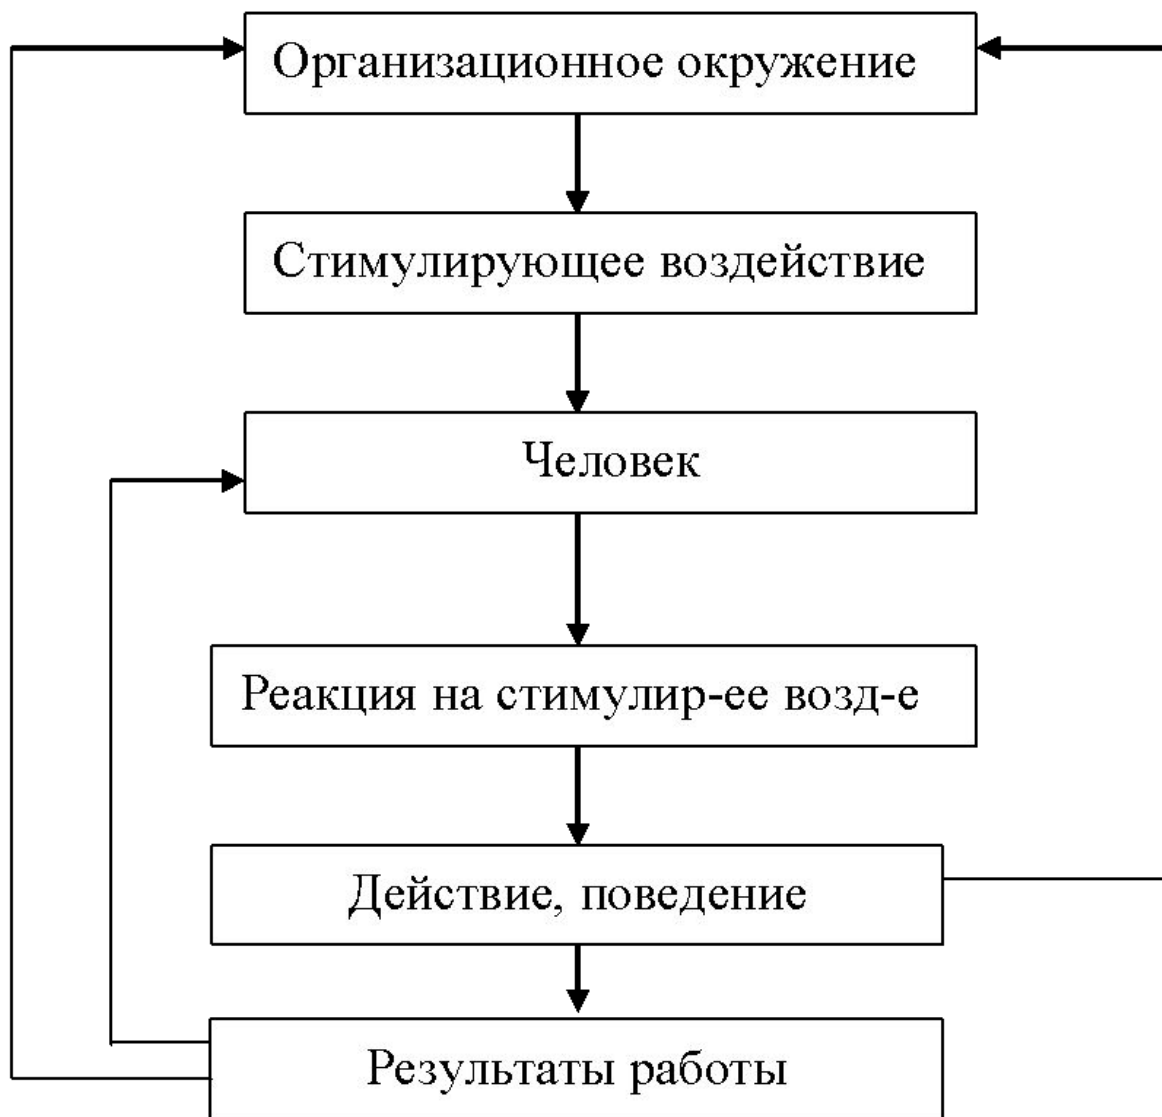 Организационное окружение
Стимулирующее воздействие
Человек
Реакция на стимулир-ее возд-е
Действие, поведение
Результаты работы